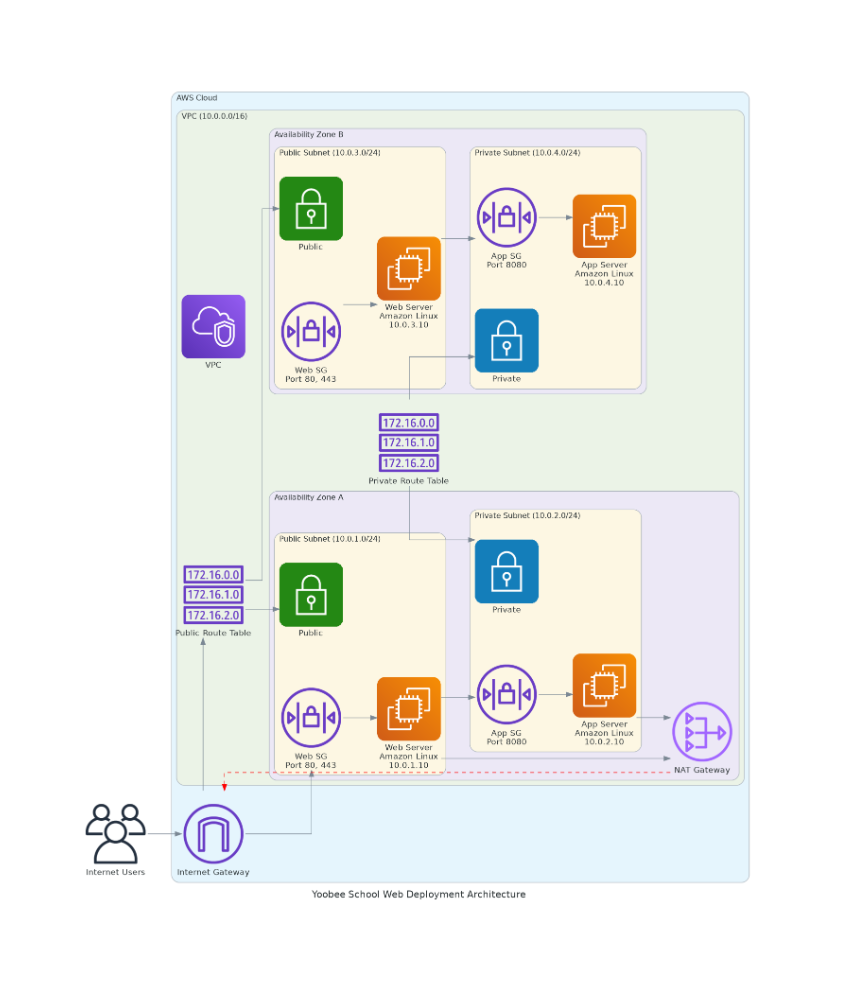 AWS Cloud
VPC (10.0.0.0/16)
Availability Zone B
Public Subnet (10.0.3.0/24)
Private Subnet (10.0.4.0/24)
Public
App SG
Port 8080
App Server
Amazon Linux
10.0.4.10
Web Server
Amazon Linux
10.0.3.10
VPC
Web SG
Port 80, 443
Private
172.16.0.0
172.16.1.0
172.16.2.0
Private Route Table
Availability Zone A
Private Subnet (10.0.2.0/24)
Public Subnet (10.0.1.0/24)
172.16.0.0
172.16.1.0
172.16.2.0
Public Route Table
Public
Private
Web SG
Port 80, 443
Web Server
Amazon Linux
10.0.1.10
App SG
Port 8080
App Server
Amazon Linux
10.0.2.10
NAT Gateway
Internet Users
Internet Gateway
Yoobee School Web Deployment Architecture